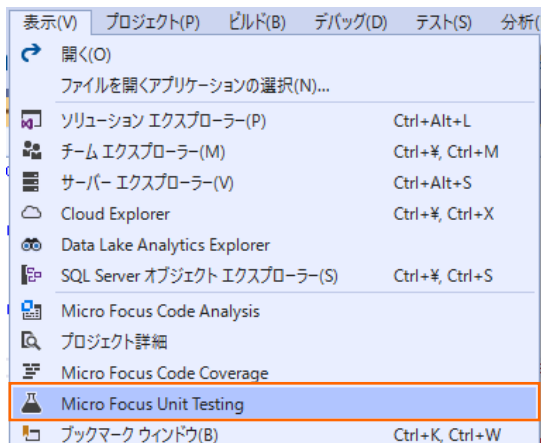 表示(V) プロジェクト(P) ビルド(B) デバッグ(D) テスト(S) 分析(
開く(O)
ファイルを開くアプリケーションの選択(N)...
ソリューション エクスプローラー(P) Ctrl+Alt+L
チーム エクスプローラー(M) Ctrl+¥, Ctrl+M
サーバー エクスプローラー(V) Ctrl+Alt+S
Cloud Explorer Ctrl+¥, Ctrl+X
Data Lake Analytics Explorer
SQL Server オブジェクト エクスプローラー(S) Ctrl+¥, Ctrl+S
Micro Focus Code Analysis
プロジェクト詳細
Micro Focus Code Coverage
Micro Focus Unit Testing
ブックマーク ウィンドウ(B) Ctrl+K, Ctrl+W